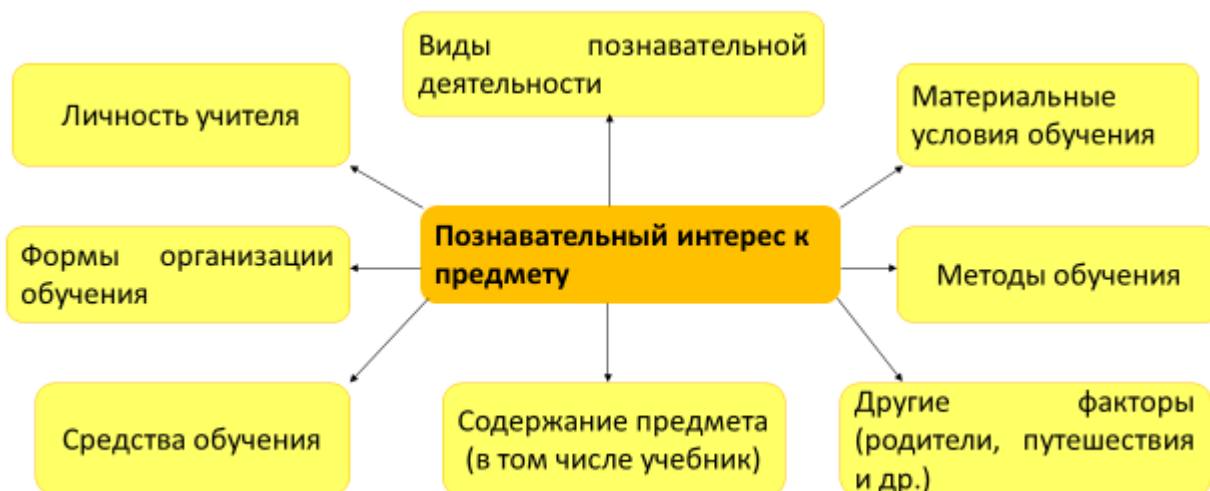 Виды познавательной
деятельности
Личность учителя
Материальные
условия обучения
Познавательный интерес к
предмету
Формы организации
обучения
Методы обучения
Средства обучения
Содержание предмета
(в том числе учебник)
Другие факторы
(родители, путешествия
и др.)